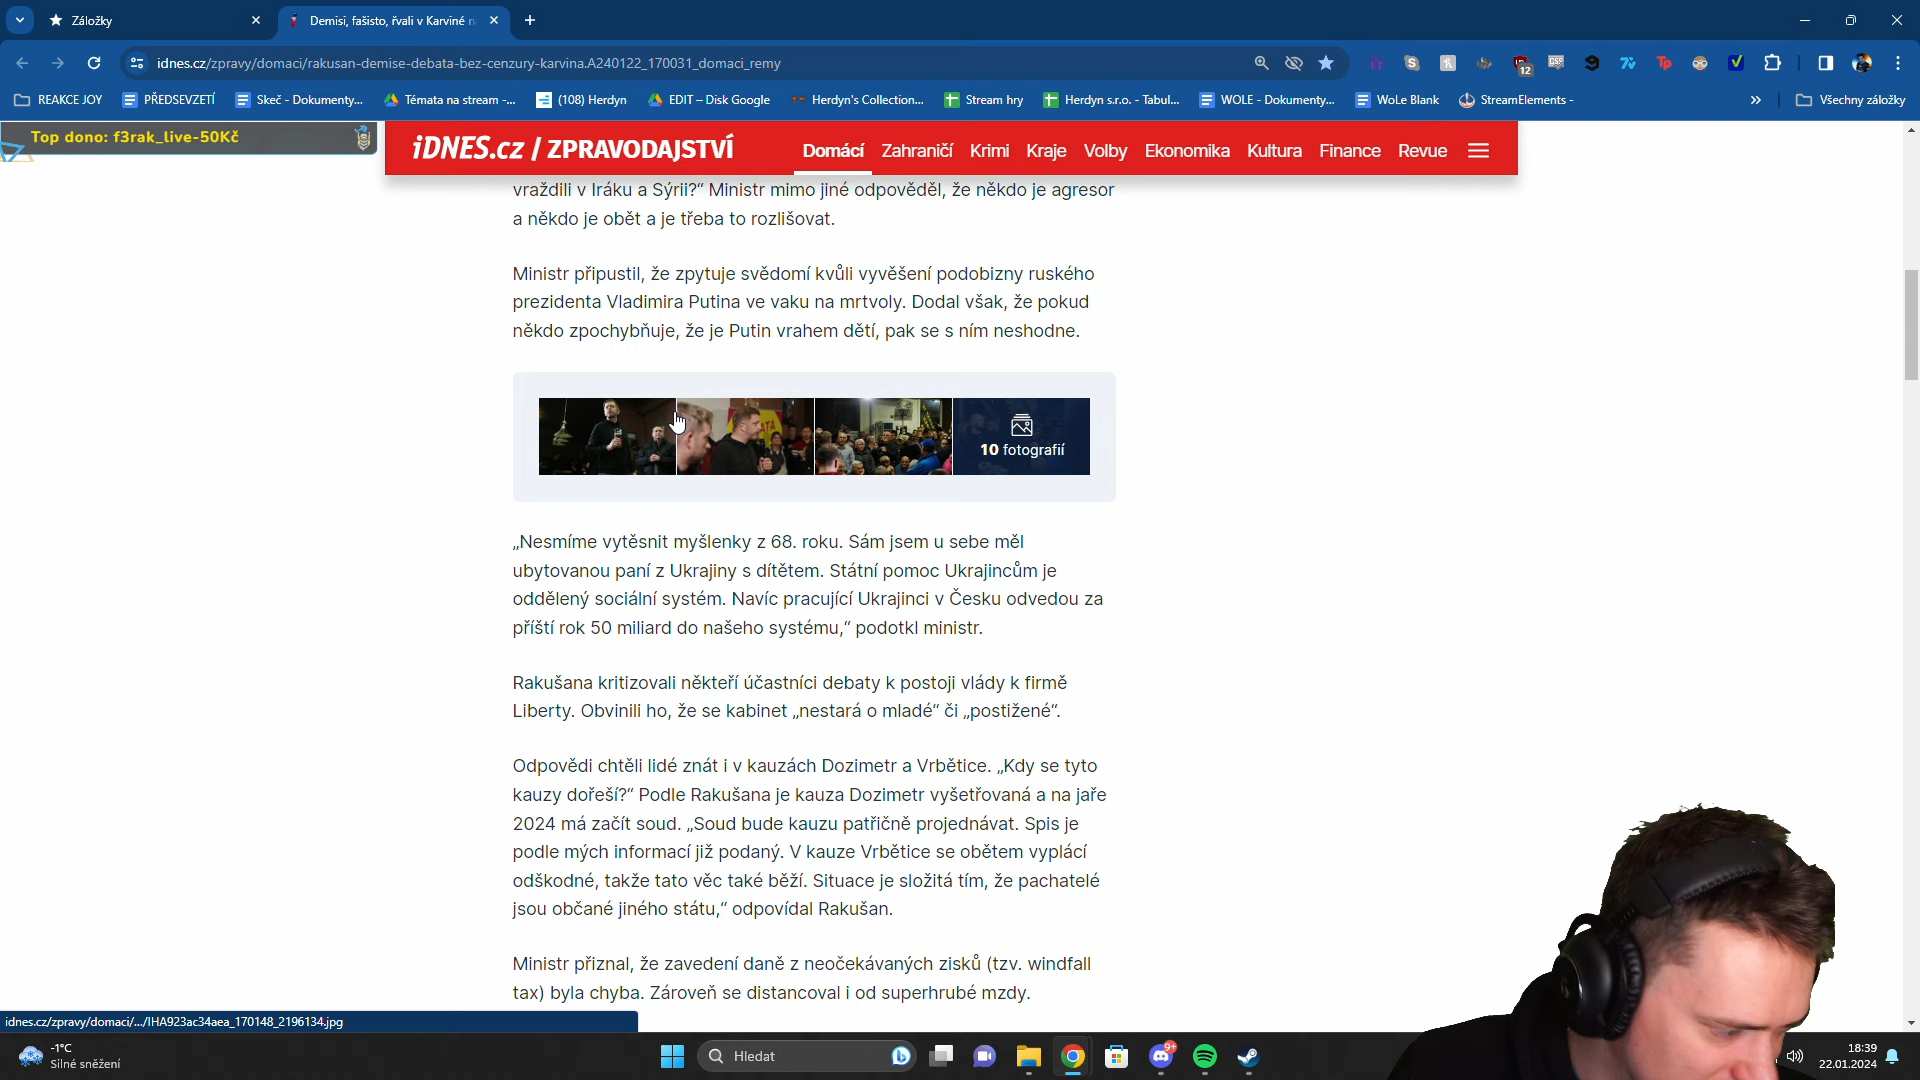 Záložky
Demisi, fašisto, řvali v Karviné n
idnes.cz/zpravy/domaci/rakusan-demise-debata-bez-cenzury-karvina.A240122_170031_domaci_remy
12
REAKCE JOY
PŘEDSEVZETÍ
Skeč - Dokumenty...
Témata na stream -...
(108) Herdyn
EDIT – Disk Google
Herdyn's Collection...
Stream hry
Herdyn s.r.o. - Tabul...
WOLE - Dokumenty...
WoLe Blank
StreamElements -
»
Všechny záložky
Top dono: f3rak_live-50Kč
iDNES.cz / ZPRAVODAJSTVÍ
Domácí
Zahraničí
Krimi
Kraje
Volby
Ekonomika
Kultura
Finance
Revue
vraždili v Iráku a Sýrii?“ Ministr mimo jiné odpověděl, že někdo je agresor
a někdo je oběť a je třeba to rozlišovat.
Ministr připustil, že zpytuje svědomí kvůli vyvěšení podobizny ruského
prezidenta Vladimira Putina ve vaku na mrtvoly. Dodal však, že pokud
někdo zpochybňuje, že je Putin vrahem dětí, pak se s ním neshodne.
10 fotografií
„Nesmíme vytěsnit myšlenky z 68. roku. Sám jsem u sebe měl
ubytovanou paní z Ukrajiny s dítětem. Státní pomoc Ukrajincům je
oddělený sociální systém. Navíc pracující Ukrajinci v Česku odvedou za
příští rok 50 miliard do našeho systému,“ podotkl ministr.
Rakušana kritizovali někteří účastníci debaty k postoji vlády k firmě
Liberty. Obvinili ho, že se kabinet „nestará o mladé“ či „postižené“.
Odpovědi chtěli lidé znát i v kauzách Dozimetr a Vrbětice. „Kdy se tyto
kauzy dořeší?“ Podle Rakušana je kauza Dozimetr vyšetřovaná a na jaře
2024 má začít soud. „Soud bude kauzu patřičně projednávat. Spis je
podle mých informací již podaný. V kauze Vrbětice se obětem vyplácí
odškodné, takže tato věc také běží. Situace je složitá tím, že pachatelé
jsou občané jiného státu,“ odpovídal Rakušan.
Ministr přiznal, že zavedení daně z neočekávaných zisků (tzv. windfall
tax) byla chyba. Zároveň se distancoval i od superhrubé mzdy.
idnes.cz/zpravy/domaci/.../IHA923ac34aea_170148_2196134.jpg
-1°C
Silné sněžení
Hledat
9+
18:39
22.01.2024